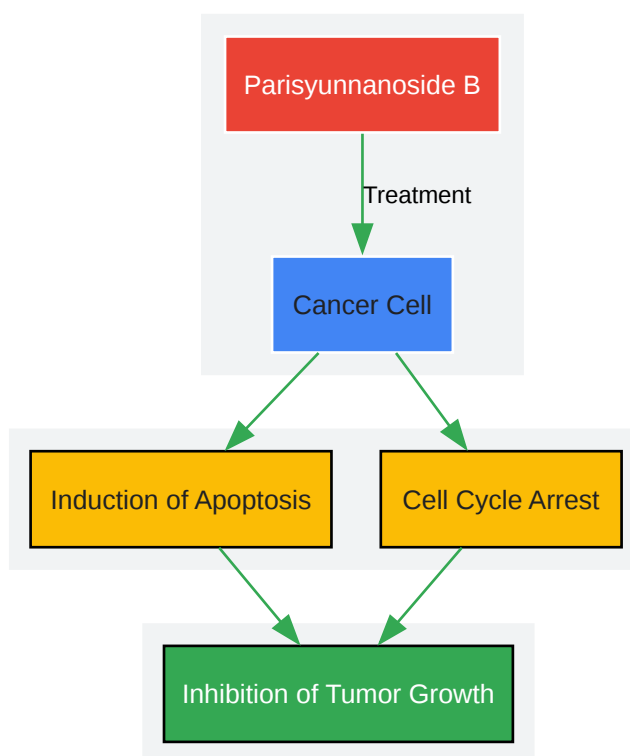 Parisyunnanoside B
Treatment
Cancer Cell
Induction of Apoptosis
Cell Cycle Arrest
Inhibition of Tumor Growth